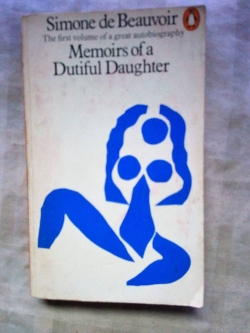 Simone de Beauvoir
The first volume of a great autobiography
Memoirs of a
Dutiful Daughter